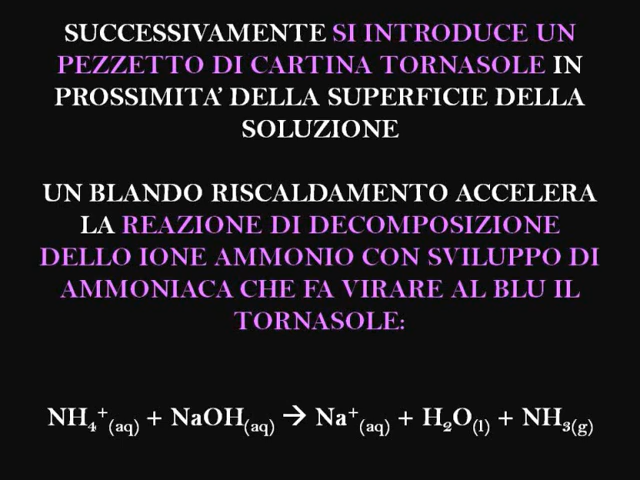 SUCCESSIVAMENTE SI INTRODUCE UN
PEZZETTO DI CARTINA TORNASOLE IN
PROSSIMITA' DELLA SUPERFICIE DELLA
SOLUZIONE
UN BLANDO RISCALDAMENTO ACCELERA
LA REAZIONE DI DECOMPOSIZIONE
DELLO IONE AMMONIO CON SVILUPPO DI
AMMONIACA CHE FA VIRARE AL BLU IL
TORNASOLE:
NH₄⁺(aq) + NaOH(aq) → Na⁺(aq) + H₂O(l) + NH₃(g)